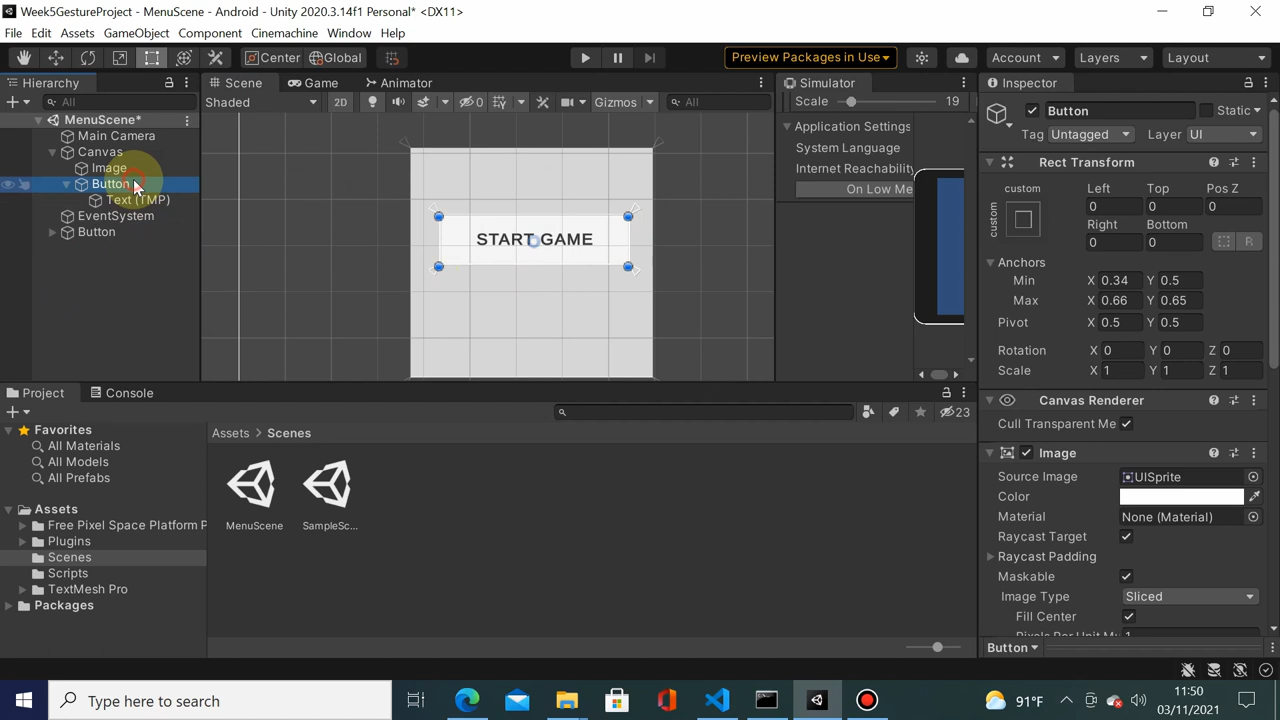 Week5GestureProject - MenuScene - Android - Unity 2020.3.14f1 Personal* <DX11>
File Edit Assets GameObject Component Cinemachine Window Help
Center Global Preview Packages in Use Account Layers Layout
Hierarchy Scene Game Animator Simulator Inspector
All Shaded 2D 0 Gizmos All Scale 19 Button Static
MenuScene* Application Settings Tag Untagged Layer UI
Main Camera System Language Rect Transform
Canvas Internet Reachability custom Left Top Pos Z
Image On Low Me custom 0 0 0
Button Right Bottom
Text (TMP) 0 0 R
EventSystem START GAME Anchors
Button Min X 0.34 Y 0.5
Max X 0.66 Y 0.65
Pivot X 0.5 Y 0.5
Rotation X 0 Y 0 Z 0
Scale X 1 Y 1 Z 1
Project Console Canvas Renderer
23 Cull Transparent Me
Favorites Assets > Scenes Image
All Materials
All Models Source Image UISprite
All Prefabs Color
Assets Material None (Material)
Free Pixel Space Platform P MenuScene SampleSc... Raycast Target
Plugins Raycast Padding
Scenes Maskable
Scripts Image Type Sliced
TextMesh Pro Fill Center
Packages Pixels Per Unit Mu 1
Button
Type here to search 91°F 11:50
03/11/2021